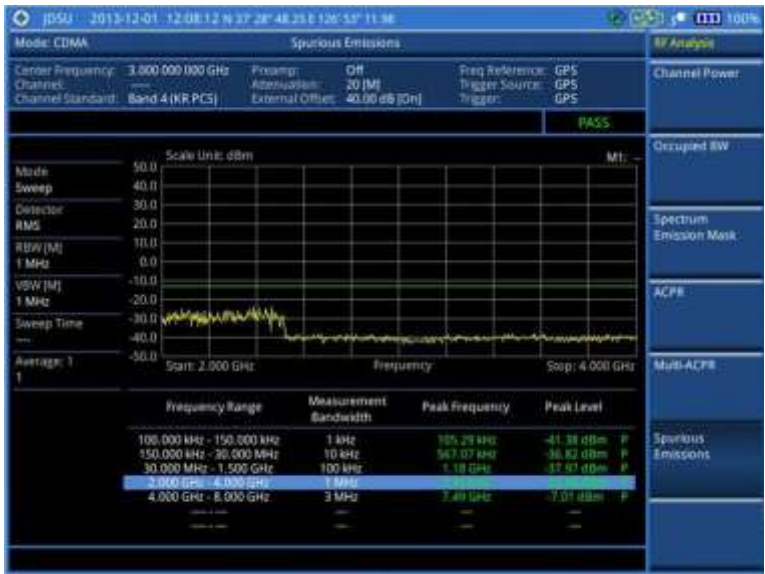 JDSU 2013-12-01 12:08:12 N 37° 28' 48.25 E 126° 53' 11.98 100%
Mode: CDMA Spurious Emissions RF Analysis
Center Frequency: 3.000 000 000 GHz Preamp: Off Freq Reference: GPS
Channel: ---- Attenuation: 20 [M] Trigger Source: GPS
Channel Standard: Band 4 (KR PCS) External Offset: 40.00 dB [On] Trigger: GPS
Channel Power
PASS
Occupied BW
Scale Unit: dBm M1: --
Mode
Sweep
Detector
RMS
RBW [M]
1 MHz
VBW [M]
1 MHz
Sweep Time
---
Average: 1
1
50.0
40.0
30.0
20.0
10.0
0.0
-10.0
-20.0
-30.0
-40.0
-50.0
Start: 2.000 GHz Frequency Stop: 4.000 GHz
Spectrum
Emission Mask
ACPR
Multi-ACPR
Spurious
Emissions
Frequency Range Measurement Bandwidth Peak Frequency Peak Level
100.000 kHz - 150.000 kHz 1 kHz 105.29 kHz -41.38 dBm P
150.000 kHz - 30.000 MHz 10 kHz 567.07 kHz -36.82 dBm P
30.000 MHz - 1.500 GHz 100 kHz 1.18 GHz -37.97 dBm P
2.000 GHz - 4.000 GHz 1 MHz
4.000 GHz - 8.000 GHz 3 MHz 7.49 GHz -7.01 dBm P